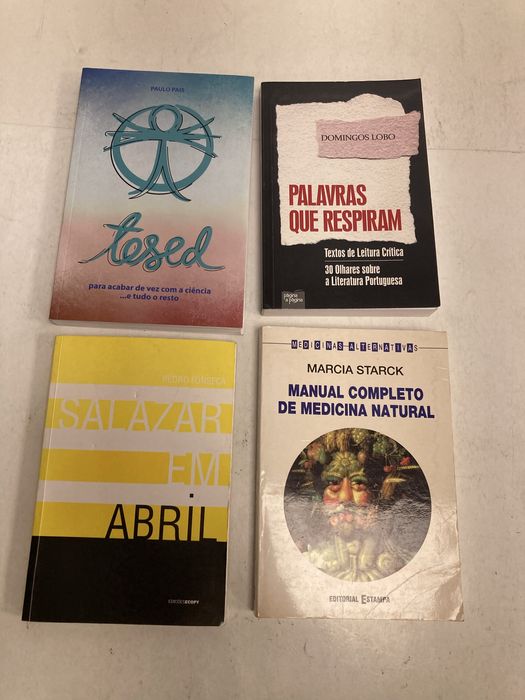 PAULO PAIS
tesed
para acabar de vez com a ciência
...e tudo o resto
DOMINGOS LOBO
PALAVRAS
QUE RESPIRAM
Textos de Leitura Crítica
30 Olhares sobre
a Literatura Portuguesa
página
a página
PEDRO FONSECA
SALAZAR
EM
ABRIL
EDIÇÕESECOPY
MEDICINAS ALTERNATIVAS
MARCIA STARCK
MANUAL COMPLETO
DE MEDICINA NATURAL
EDITORIAL ESTAMPA